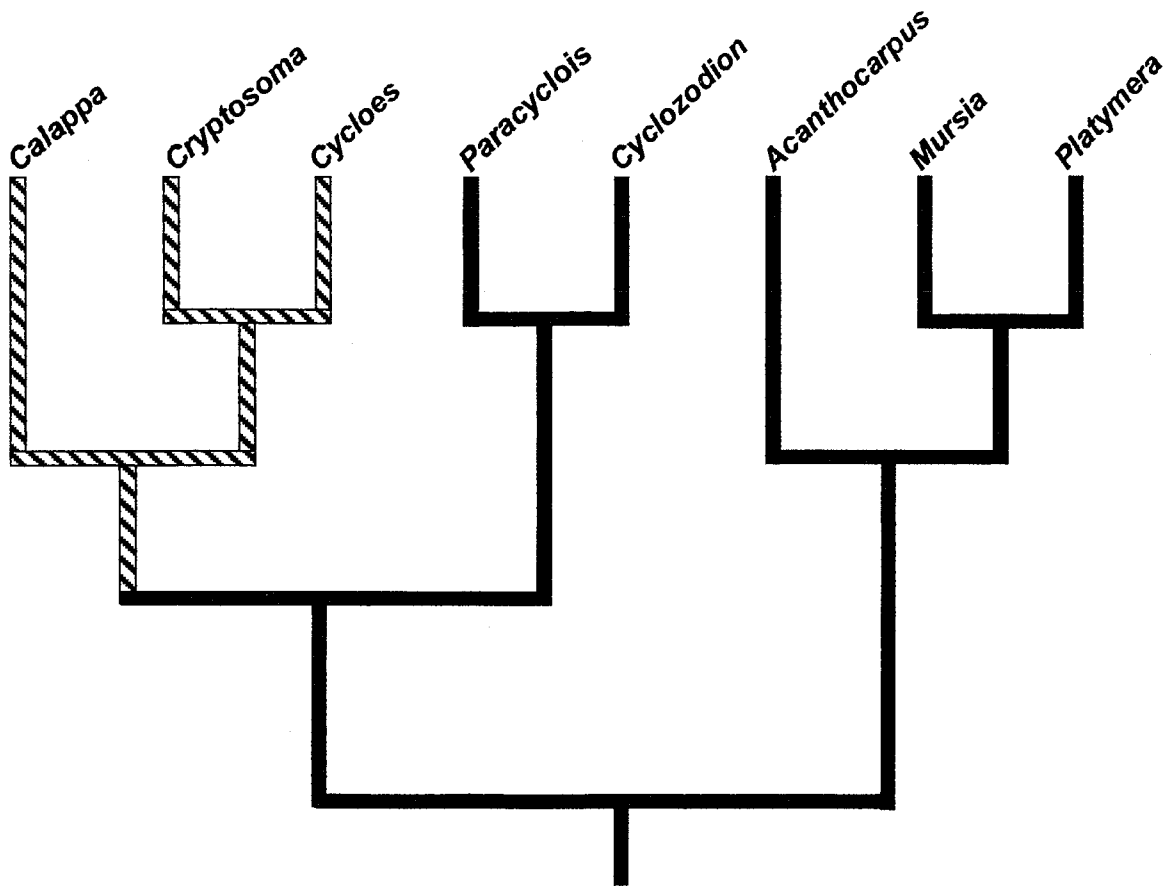 Calappa
Cryptosoma
Cycloes
Paracyclois
Cyclozodion
Acanthocarpus
Mursia
Platymera